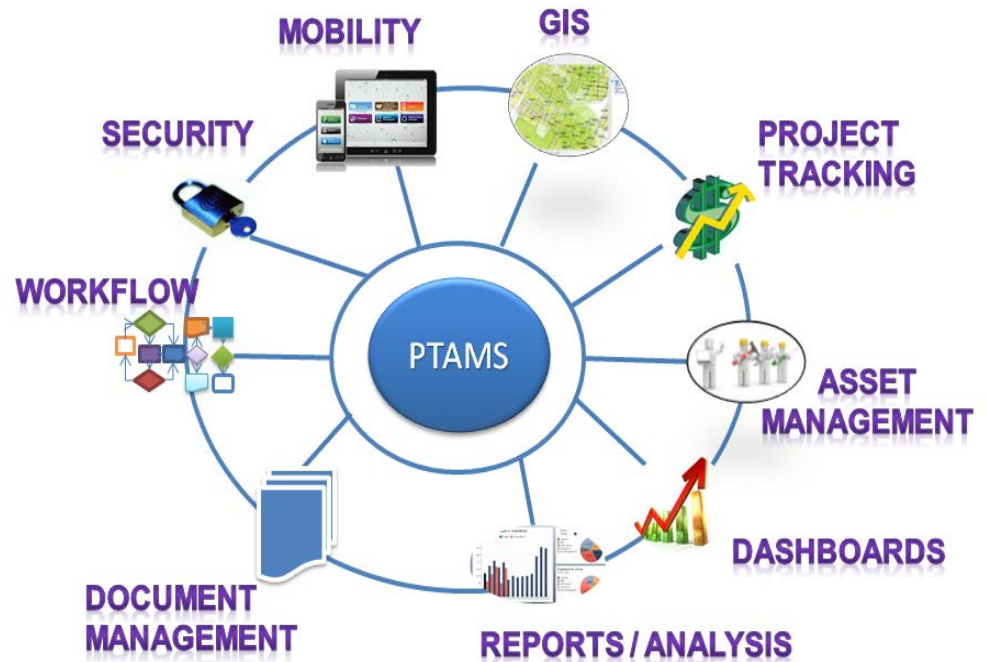 MOBILITY
GIS
SECURITY
PROJECT
TRACKING
WORKFLOW
PTAMS
ASSET
MANAGEMENT
DASHBOARDS
DOCUMENT
MANAGEMENT
REPORTS / ANALYSIS